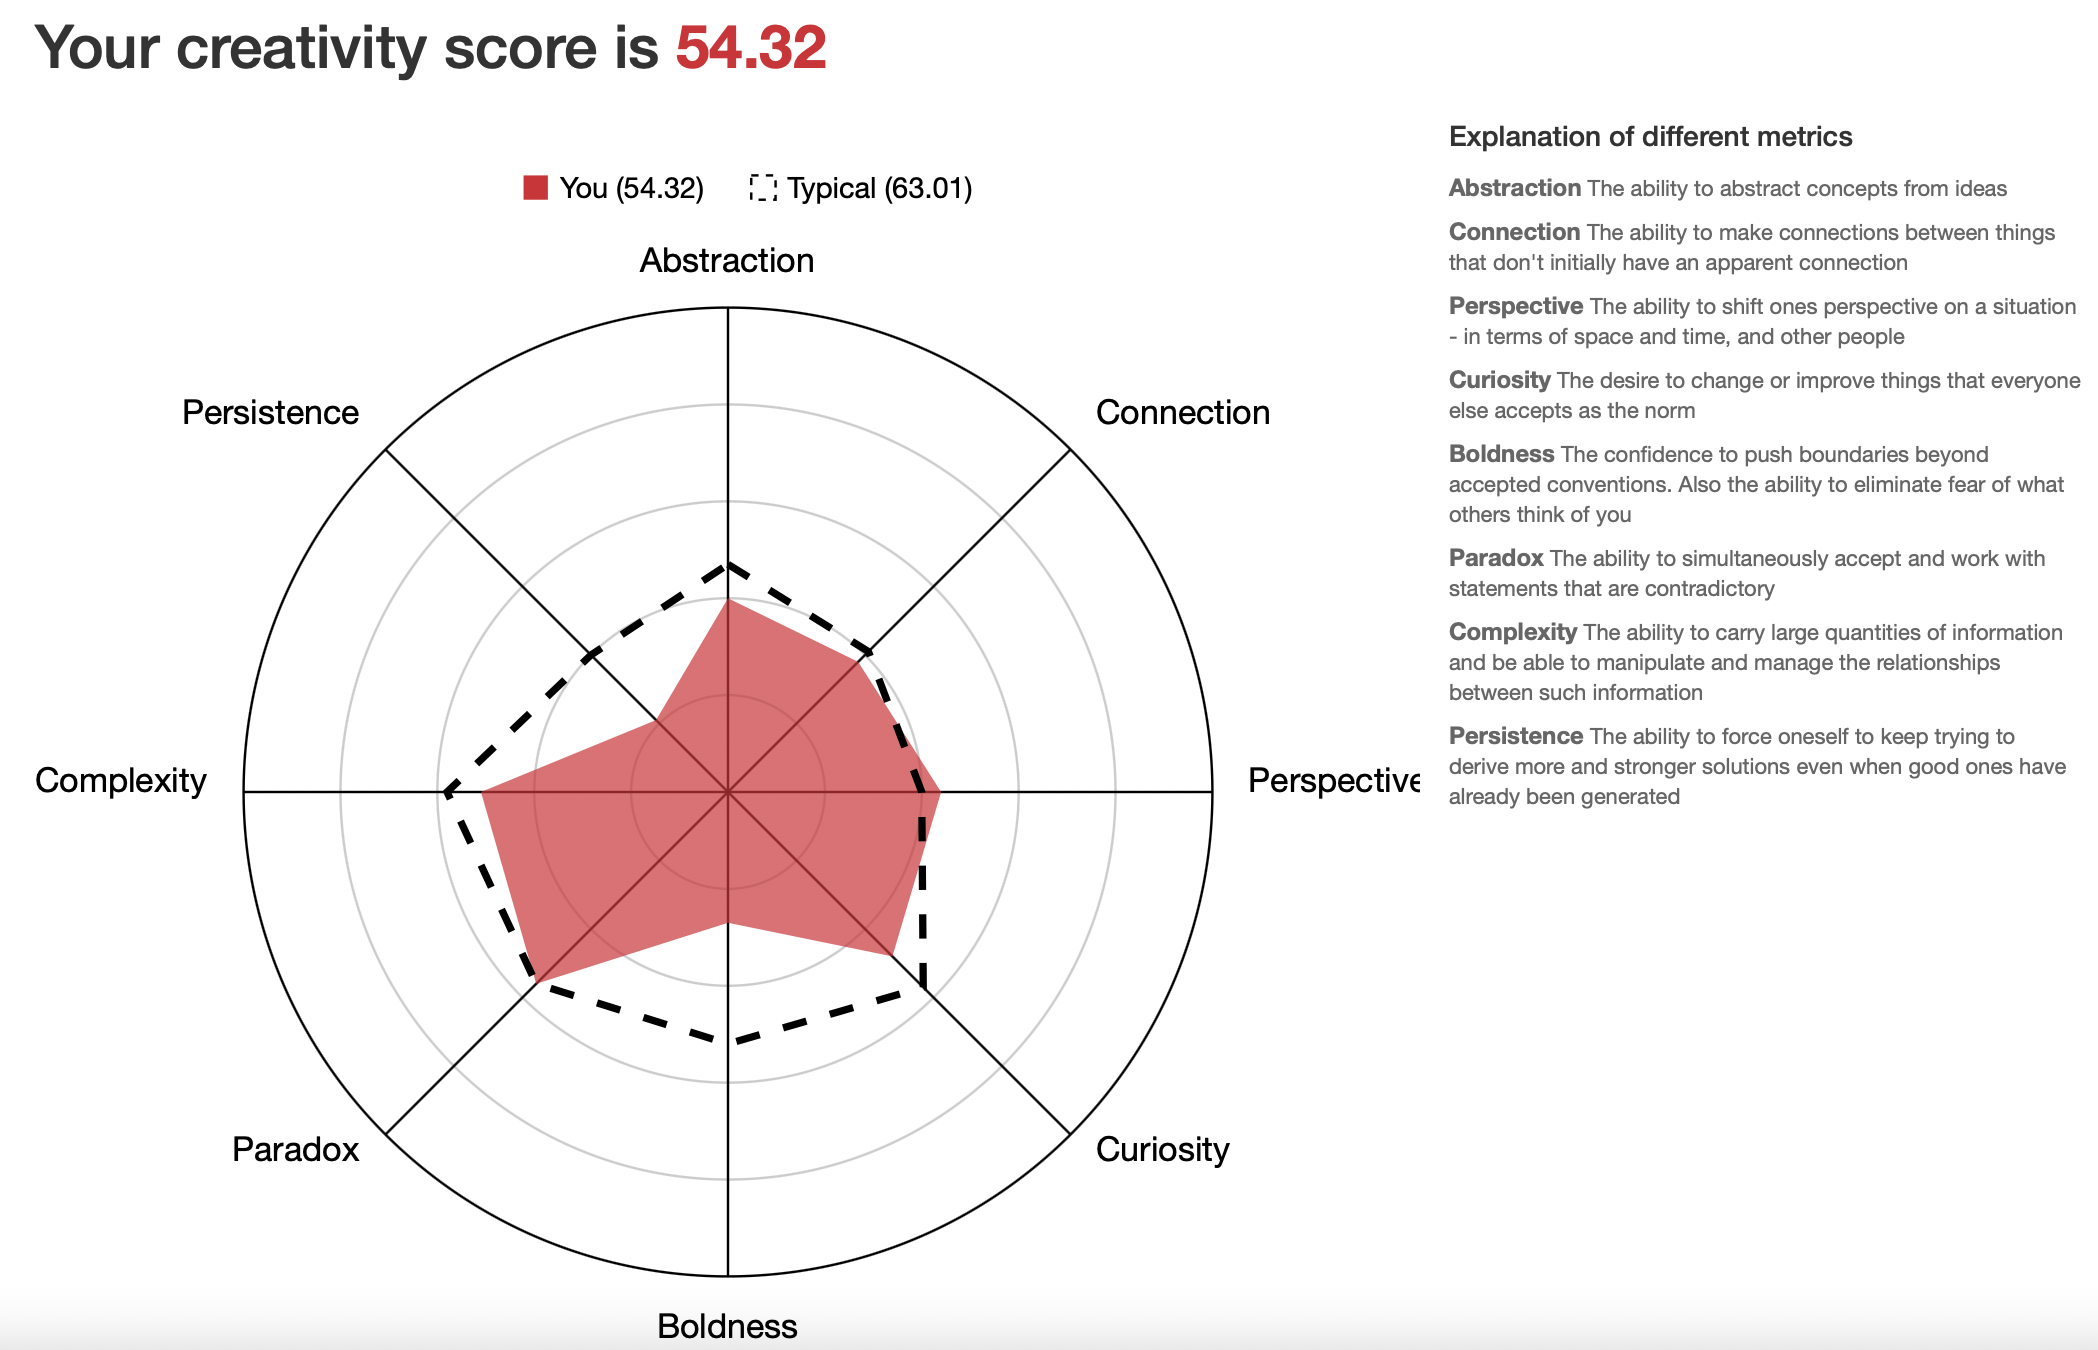 Your creativity score is 54.32
You (54.32) Typical (63.01)
Abstraction
Connection
Perspective
Curiosity
Boldness
Paradox
Complexity
Persistence
Explanation of different metrics
Abstraction The ability to abstract concepts from ideas
Connection The ability to make connections between things
that don't initially have an apparent connection
Perspective The ability to shift ones perspective on a situation
- in terms of space and time, and other people
Curiosity The desire to change or improve things that everyone
else accepts as the norm
Boldness The confidence to push boundaries beyond
accepted conventions. Also the ability to eliminate fear of what
others think of you
Paradox The ability to simultaneously accept and work with
statements that are contradictory
Complexity The ability to carry large quantities of information
and be able to manipulate and manage the relationships
between such information
Persistence The ability to force oneself to keep trying to
derive more and stronger solutions even when good ones have
already been generated